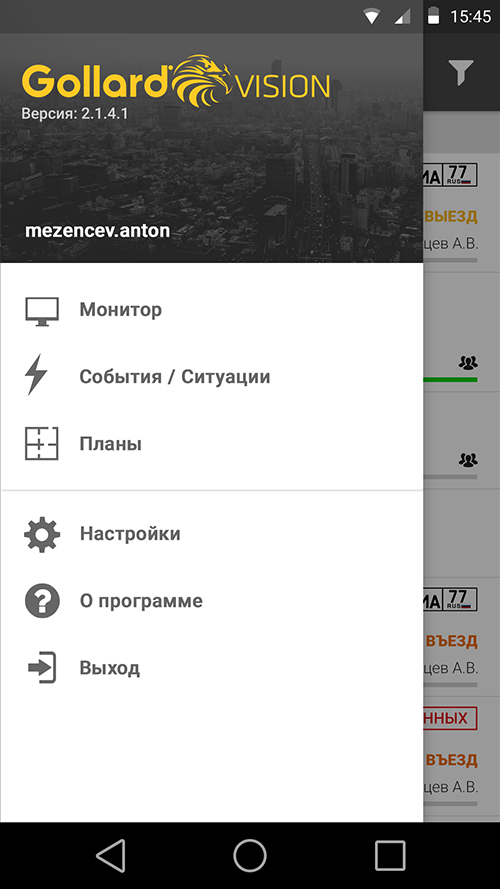 15:45
Gollard VISION
Версия: 2.1.4.1
mezencev.anton
МА 77
RUS
ВЫЕЗД
цев А.В.
Монитор
События / Ситуации
Планы
Настройки
О программе
Выход
МА 77
RUS
ВЪЕЗД
цев А.В.
ННЫХ
ВЪЕЗД
цев А.В.